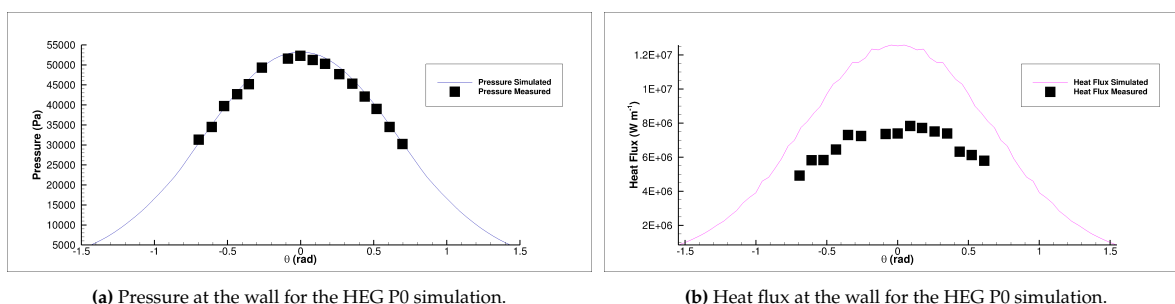 55000
50000
45000
40000
35000
30000
25000
20000
15000
10000
5000
Pressure (Pa)
-1.5 -1 -0.5 0 0.5 1 1.5
θ (rad)
Pressure Simulated
Pressure Measured
1.2E+07
1E+07
8E+06
6E+06
4E+06
2E+06
Heat Flux (W m⁻¹)
-1.5 -1 -0.5 0 0.5 1 1.5
θ (rad)
Heat Flux Simulated
Heat Flux Measured
(a) Pressure at the wall for the HEG P0 simulation.
(b) Heat flux at the wall for the HEG P0 simulation.